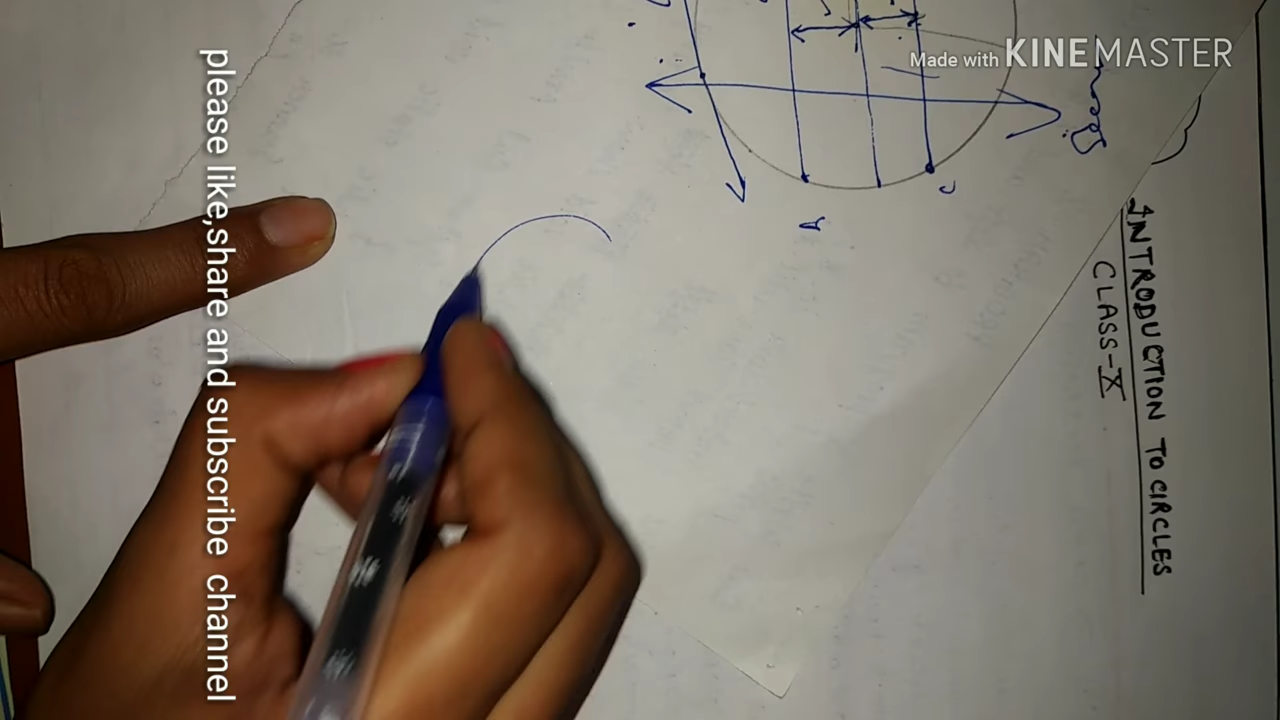 Made with KINEMASTER
INTRODUCTION TO CIRCLES
CLASS-X
please like,share and subscribe channel